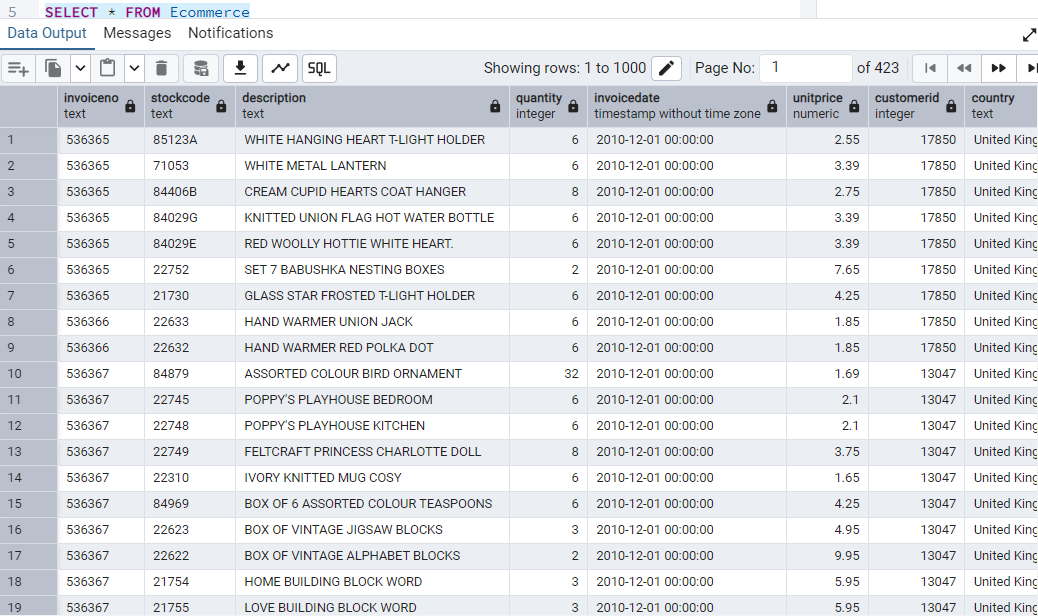 5 SELECT * FROM Ecommerce
Data Output Messages Notifications
SQL Showing rows: 1 to 1000 Page No: 1 of 423
invoiceno stockcode description quantity invoicedate unitprice customerid country
text text text integer timestamp without time zone numeric integer text
1 536365 85123A WHITE HANGING HEART T-LIGHT HOLDER 6 2010-12-01 00:00:00 2.55 17850 United King
2 536365 71053 WHITE METAL LANTERN 6 2010-12-01 00:00:00 3.39 17850 United King
3 536365 84406B CREAM CUPID HEARTS COAT HANGER 8 2010-12-01 00:00:00 2.75 17850 United King
4 536365 84029G KNITTED UNION FLAG HOT WATER BOTTLE 6 2010-12-01 00:00:00 3.39 17850 United King
5 536365 84029E RED WOOLLY HOTTIE WHITE HEART. 6 2010-12-01 00:00:00 3.39 17850 United King
6 536365 22752 SET 7 BABUSHKA NESTING BOXES 2 2010-12-01 00:00:00 7.65 17850 United King
7 536365 21730 GLASS STAR FROSTED T-LIGHT HOLDER 6 2010-12-01 00:00:00 4.25 17850 United King
8 536366 22633 HAND WARMER UNION JACK 6 2010-12-01 00:00:00 1.85 17850 United King
9 536366 22632 HAND WARMER RED POLKA DOT 6 2010-12-01 00:00:00 1.85 17850 United King
10 536367 84879 ASSORTED COLOUR BIRD ORNAMENT 32 2010-12-01 00:00:00 1.69 13047 United King
11 536367 22745 POPPY'S PLAYHOUSE BEDROOM 6 2010-12-01 00:00:00 2.1 13047 United King
12 536367 22748 POPPY'S PLAYHOUSE KITCHEN 6 2010-12-01 00:00:00 2.1 13047 United King
13 536367 22749 FELTCRAFT PRINCESS CHARLOTTE DOLL 8 2010-12-01 00:00:00 3.75 13047 United King
14 536367 22310 IVORY KNITTED MUG COSY 6 2010-12-01 00:00:00 1.65 13047 United King
15 536367 84969 BOX OF 6 ASSORTED COLOUR TEASPOONS 6 2010-12-01 00:00:00 4.25 13047 United King
16 536367 22623 BOX OF VINTAGE JIGSAW BLOCKS 3 2010-12-01 00:00:00 4.95 13047 United King
17 536367 22622 BOX OF VINTAGE ALPHABET BLOCKS 2 2010-12-01 00:00:00 9.95 13047 United King
18 536367 21754 HOME BUILDING BLOCK WORD 3 2010-12-01 00:00:00 5.95 13047 United King
19 536367 21755 LOVE BUILDING BLOCK WORD 3 2010-12-01 00:00:00 5.95 13047 United King